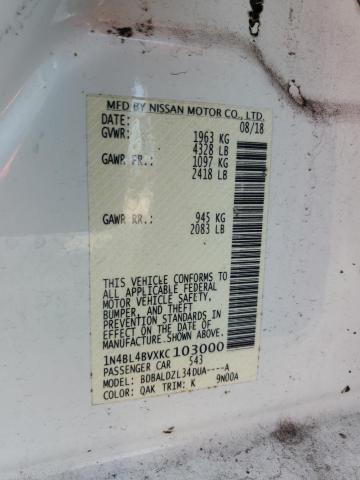 MFD BY NISSAN MOTOR CO., LTD.
DATE: 08/18
GVWR: 1963 KG
4328 LB
GAWR FR.: 1097 KG
2418 LB
GAWR RR.: 945 KG
2083 LB
THIS VEHICLE CONFORMS TO ALL
APPLICABLE FEDERAL
MOTOR VEHICLE SAFETY,
BUMPER, AND THEFT
PREVENTION STANDARDS
IN EFFECT ON THE DATE OF
MANUFACTURE SHOWN ABOVE.
1N4BL4BVXKC103000
PASSENGER CAR 543
MODEL: BDBALDZL34DUA----A
COLOR: QAK TRIM: K 9N00A